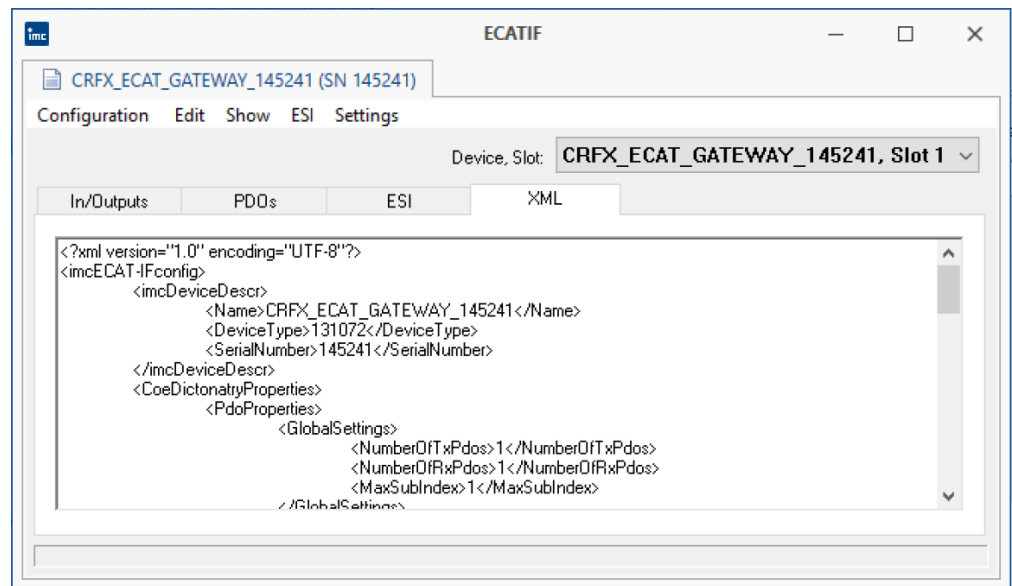 imc
ECATIF
CRFX_ECAT_GATEWAY_145241 (SN 145241)
Configuration Edit Show ESI Settings
Device, Slot: CRFX_ECAT_GATEWAY_145241, Slot 1
In/Outputs PDOs ESI XML
<?xml version="1.0" encoding="UTF-8"?>
<imcECAT-IFconfig>
<imcDeviceDescr>
<Name>CRFX_ECAT_GATEWAY_145241</Name>
<DeviceType>131072</DeviceType>
<SerialNumber>145241</SerialNumber>
</imcDeviceDescr>
<CoeDictonatryProperties>
<PdoProperties>
<GlobalSettings>
<NumberOfTxPdos>1</NumberOfTxPdos>
<NumberOfRxPdos>1</NumberOfRxPdos>
<MaxSubIndex>1</MaxSubIndex>
</GlobalSettings>